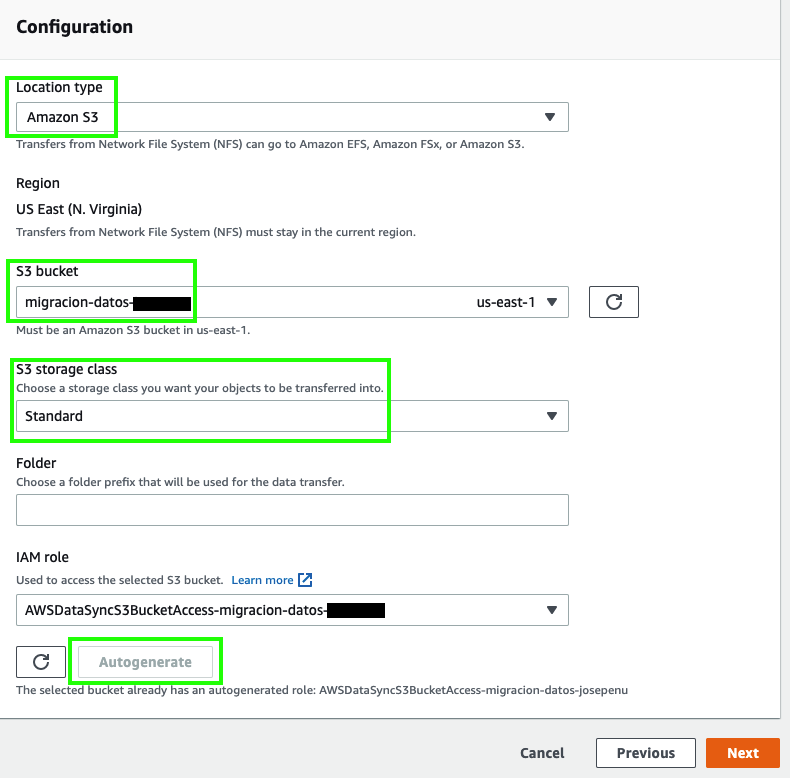 Configuration
Location type
Amazon S3
Transfers from Network File System (NFS) can go to Amazon EFS, Amazon FSx, or Amazon S3.
Region
US East (N. Virginia)
Transfers from Network File System (NFS) must stay in the current region.
S3 bucket
migracion-datos- us-east-1
Must be an Amazon S3 bucket in us-east-1.
S3 storage class
Choose a storage class you want your objects to be transferred into.
Standard
Folder
Choose a folder prefix that will be used for the data transfer.
IAM role
Used to access the selected S3 bucket. Learn more
AWSDataSyncS3BucketAccess-migracion-datos-
Autogenerate
The selected bucket already has an autogenerated role: AWSDataSyncS3BucketAccess-migracion-datos-josepenu
Cancel Previous Next